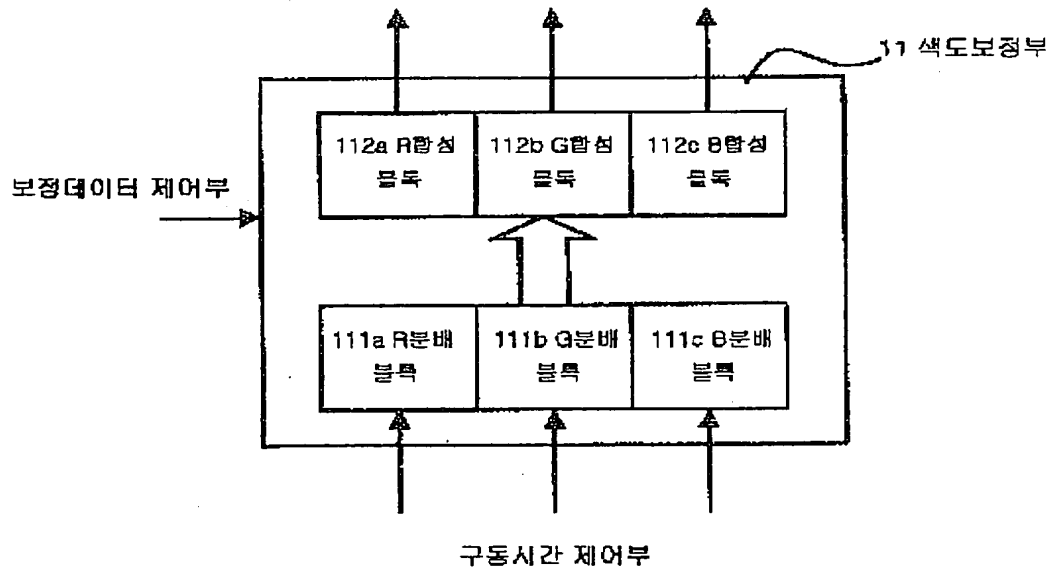 11 색도보정부
112a R합성
블록
112b G합성
블록
112c B합성
블록
보정데이터 제어부
111a R분배
블록
111b G분배
블록
111c B분배
블록
구동시간 제어부